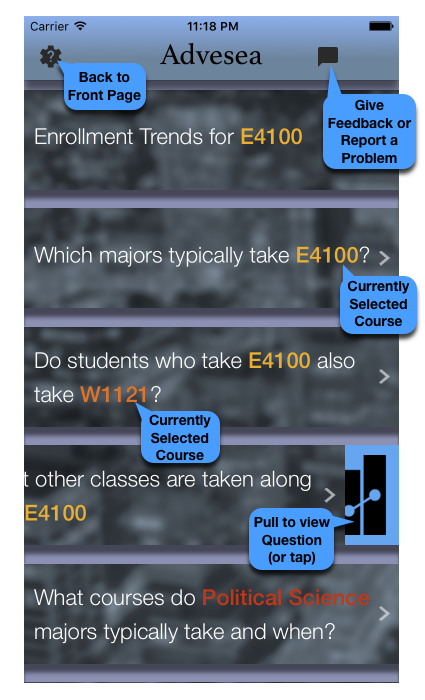 Carrier 11:18 PM
Advesea
Back to
Front Page
Give
Feedback or
Report a
Problem
Enrollment Trends for E4100
Which majors typically take E4100?
Currently
Selected
Course
Do students who take E4100 also
take W1121?
Currently
Selected
Course
t other classes are taken along
E4100
Pull to view
Question
(or tap)
What courses do Political Science
majors typically take and when?